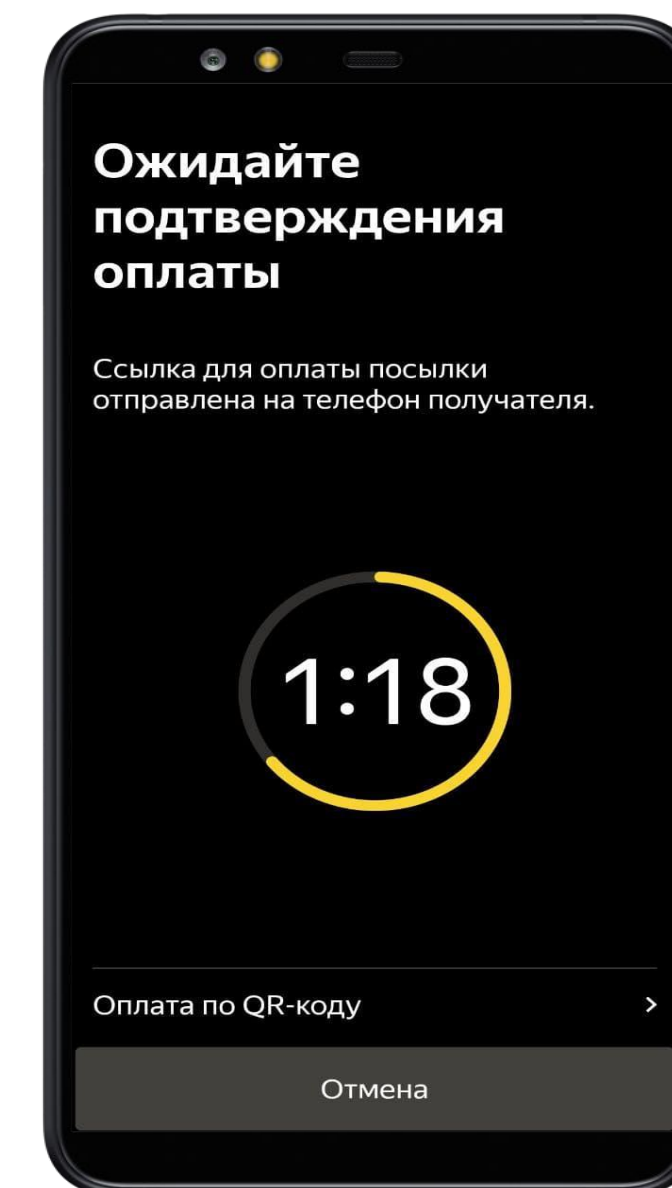 Ожидайте
подтверждения
оплаты
Ссылка для оплаты посылки
отправлена на телефон получателя.
1:18
Оплата по QR-коду
Отмена